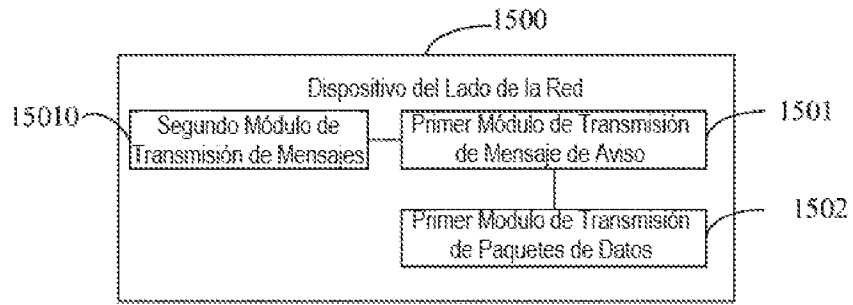 1500
Dispositivo del Lado de la Red
15010
Segundo Módulo de
Transmisión de Mensajes
Primer Módulo de Transmisión
de Mensaje de Aviso
1501
Primer Modulo de Transmisión
de Paquetes de Datos
1502